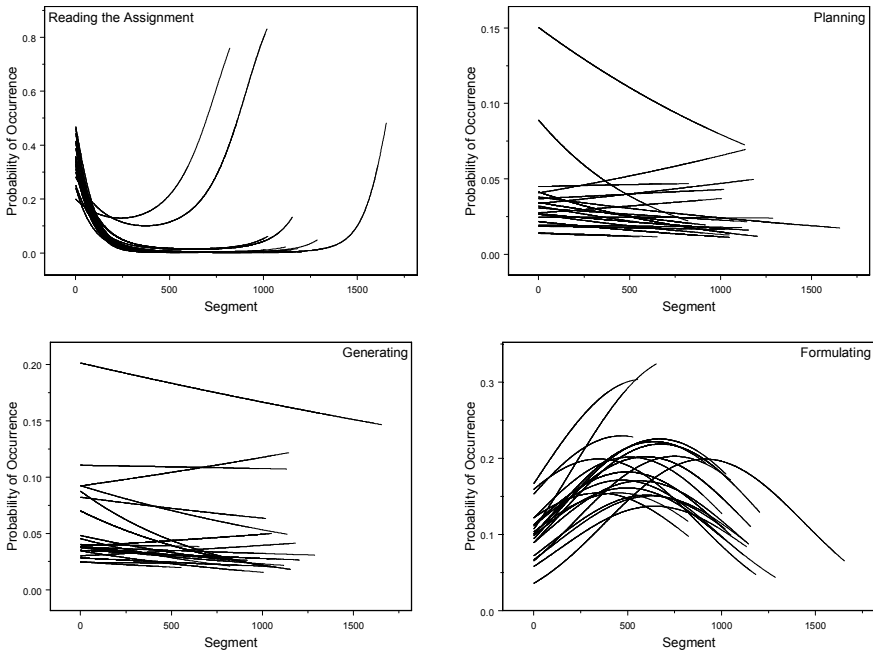 Reading the Assignment
0.8
0.6
0.4
0.2
0.0
Probability of Occurrence
0
500
1000
1500
Segment
Planning
0.15
0.10
0.05
0.00
Probability of Occurrence
0
500
1000
1500
Segment
Generating
0.20
0.15
0.10
0.05
0.00
Probability of Occurrence
0
500
1000
1500
Segment
Formulating
0.3
0.2
0.1
0.0
Probability of Occurrence
0
500
1000
1500
Segment